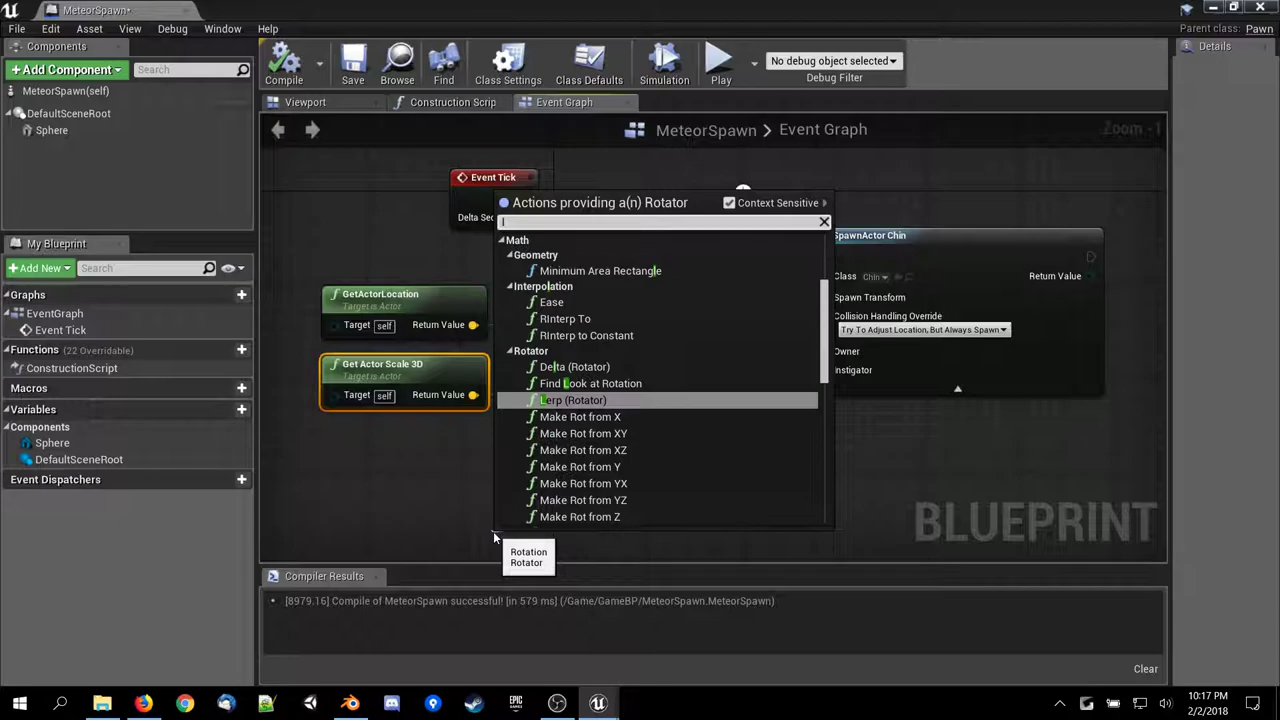 MeteorSpawn*
File Edit Asset View Debug Window Help
Parent class: Pawn
Components
+ Add Component
Search
MeteorSpawn(self)
DefaultSceneRoot
Sphere
Compile
Save
Browse
Find
Class Settings
Class Defaults
Simulation
Play
No debug object selected
Debug Filter
Details
Viewport
Construction Scrip
Event Graph
MeteorSpawn > Event Graph
Zoom -1
Event Tick
Delta Sec
Actions providing a(n) Rotator
Context Sensitive
l
Math
Geometry
Minimum Area Rectangle
Interpolation
Ease
RInterp To
RInterp to Constant
Rotator
Delta (Rotator)
Find Look at Rotation
Lerp (Rotator)
Make Rot from X
Make Rot from XY
Make Rot from XZ
Make Rot from Y
Make Rot from YX
Make Rot from YZ
Make Rot from Z
Rotation
Rotator
GetActorLocation
Target is Actor
Target self Return Value
Get Actor Scale 3D
Target is Actor
Target self Return Value
SpawnActor Chin
Class Chin
Return Value
Spawn Transform
Collision Handling Override
Try To Adjust Location, But Always Spawn
Owner
Instigator
BLUEPRINT
My Blueprint
+ Add New
Search
Graphs
EventGraph
Event Tick
Functions (22 Overridable)
ConstructionScript
Macros
Variables
Components
Sphere
DefaultSceneRoot
Event Dispatchers
Compiler Results
[8979.16] Compile of MeteorSpawn successful! [in 579 ms] (/Game/GameBP/MeteorSpawn.MeteorSpawn)
Clear
EPIC GAMES
10:17 PM
2/2/2018